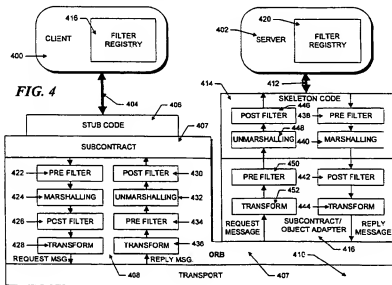 416
CLIENT
FILTER
REGISTRY
400
420
402
SERVER
FILTER
REGISTRY
FIG. 4
404
406
STUB CODE
407
SUBCONTRACT
422
PRE FILTER
POST FILTER
430
424
MARSHALLING
UNMARSHALLING
432
426
POST FILTER
PRE FILTER
434
428
TRANSFORM
TRANSFORM
436
REQUEST MSG.
408
REPLY MSG.
412
414
SKELETON CODE
446
POST FILTER
438
PRE FILTER
448
UNMARSHALLING
440
MARSHALLING
450
PRE FILTER
442
POST FILTER
452
TRANSFORM
444
TRANSFORM
REQUEST
MESSAGE
SUBCONTRACT/
OBJECT ADAPTER
416
REPLY
MESSAGE
ORB
407
410
TRANSPORT